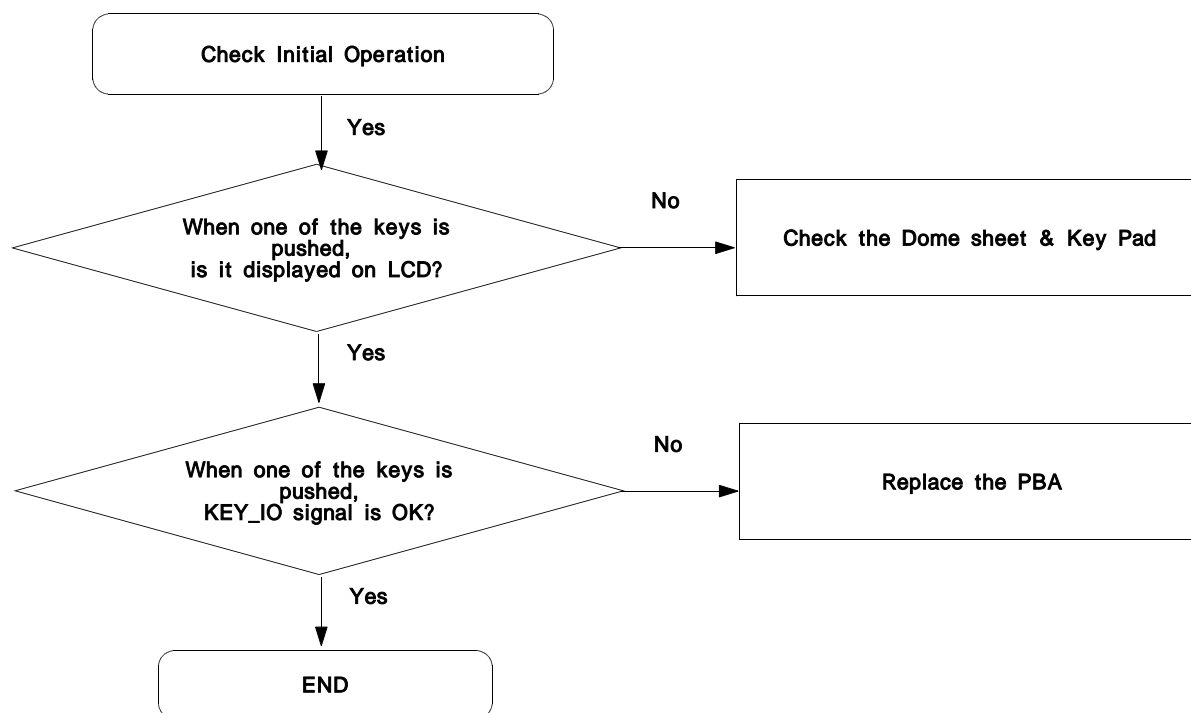 Check Initial Operation
Yes
When one of the keys is
pushed,
is it displayed on LCD?
No
Check the Dome sheet & Key Pad
Yes
When one of the keys is
pushed,
KEY_IO signal is OK?
No
Replace the PBA
Yes
END